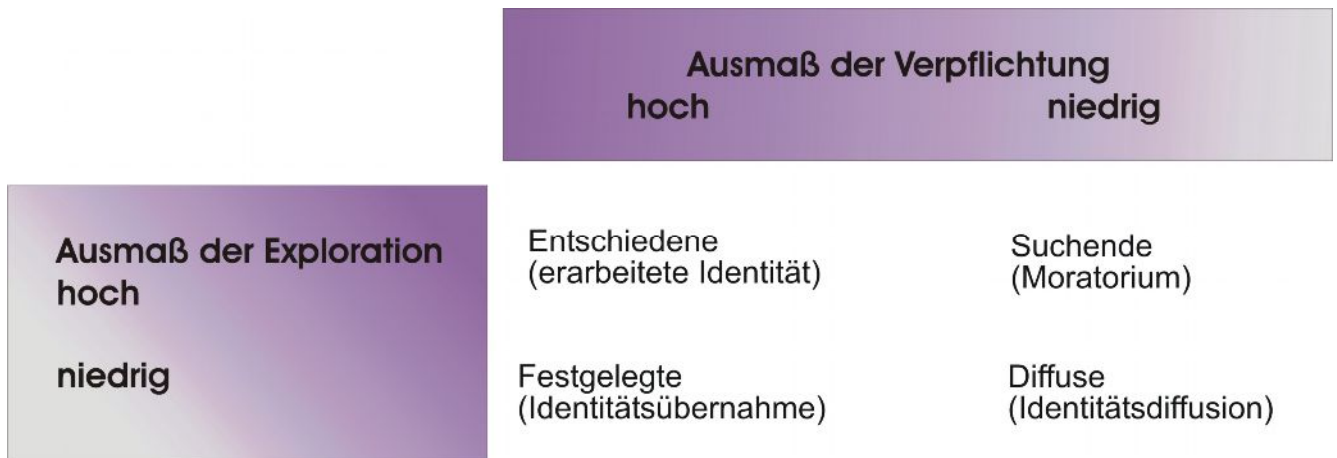 Ausmaß der Verpflichtung
hoch niedrig
Ausmaß der Exploration
hoch
niedrig
Entschiedene
(erarbeitete Identität)
Suchende
(Moratorium)
Festgelegte
(Identitätsübernahme)
Diffuse
(Identitätsdiffusion)